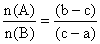 n(A)/n(B) = (b − c)/(c − a)